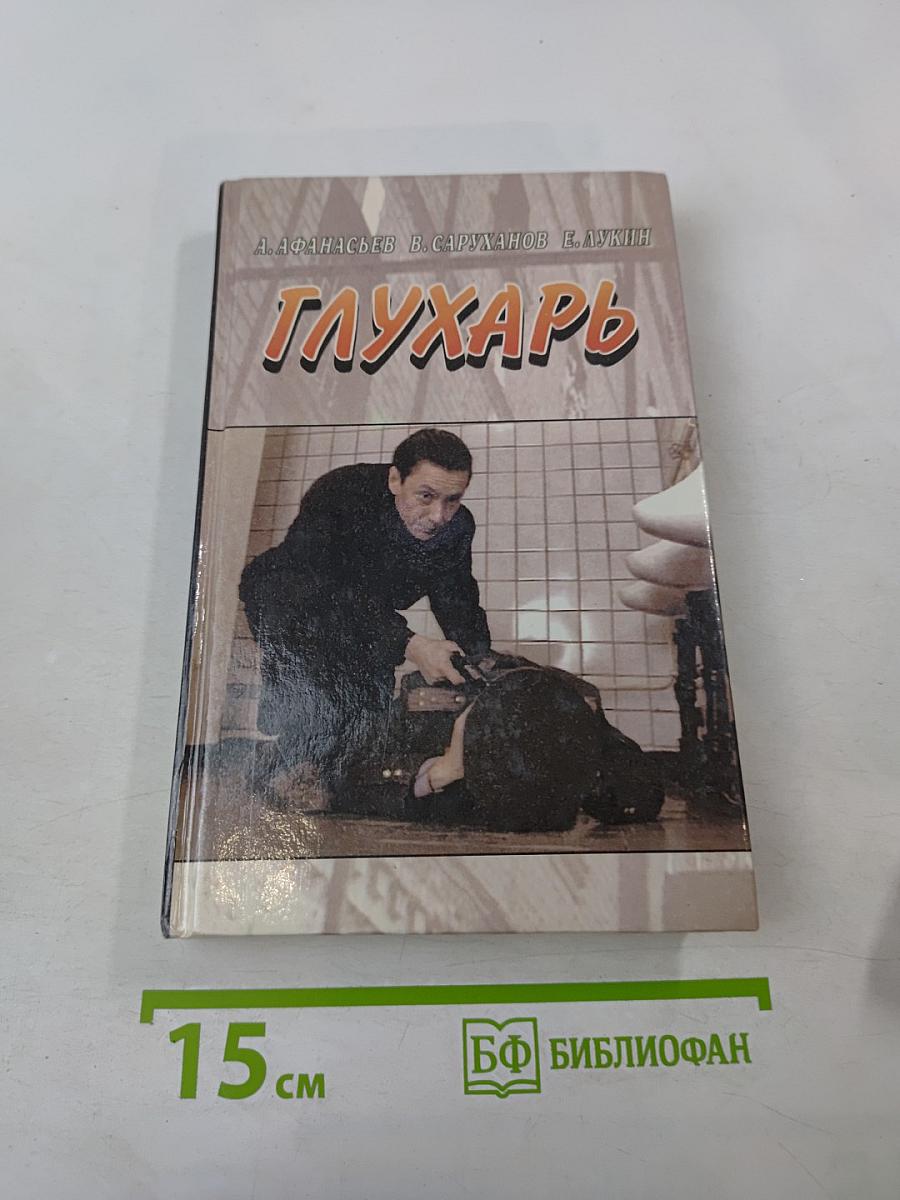 А. АФАНАСЬЕВ В. САРУХАНОВ Е. ЛУКИН
ГЛУХАРЬ
15 см
БФ БИБЛИОФАН